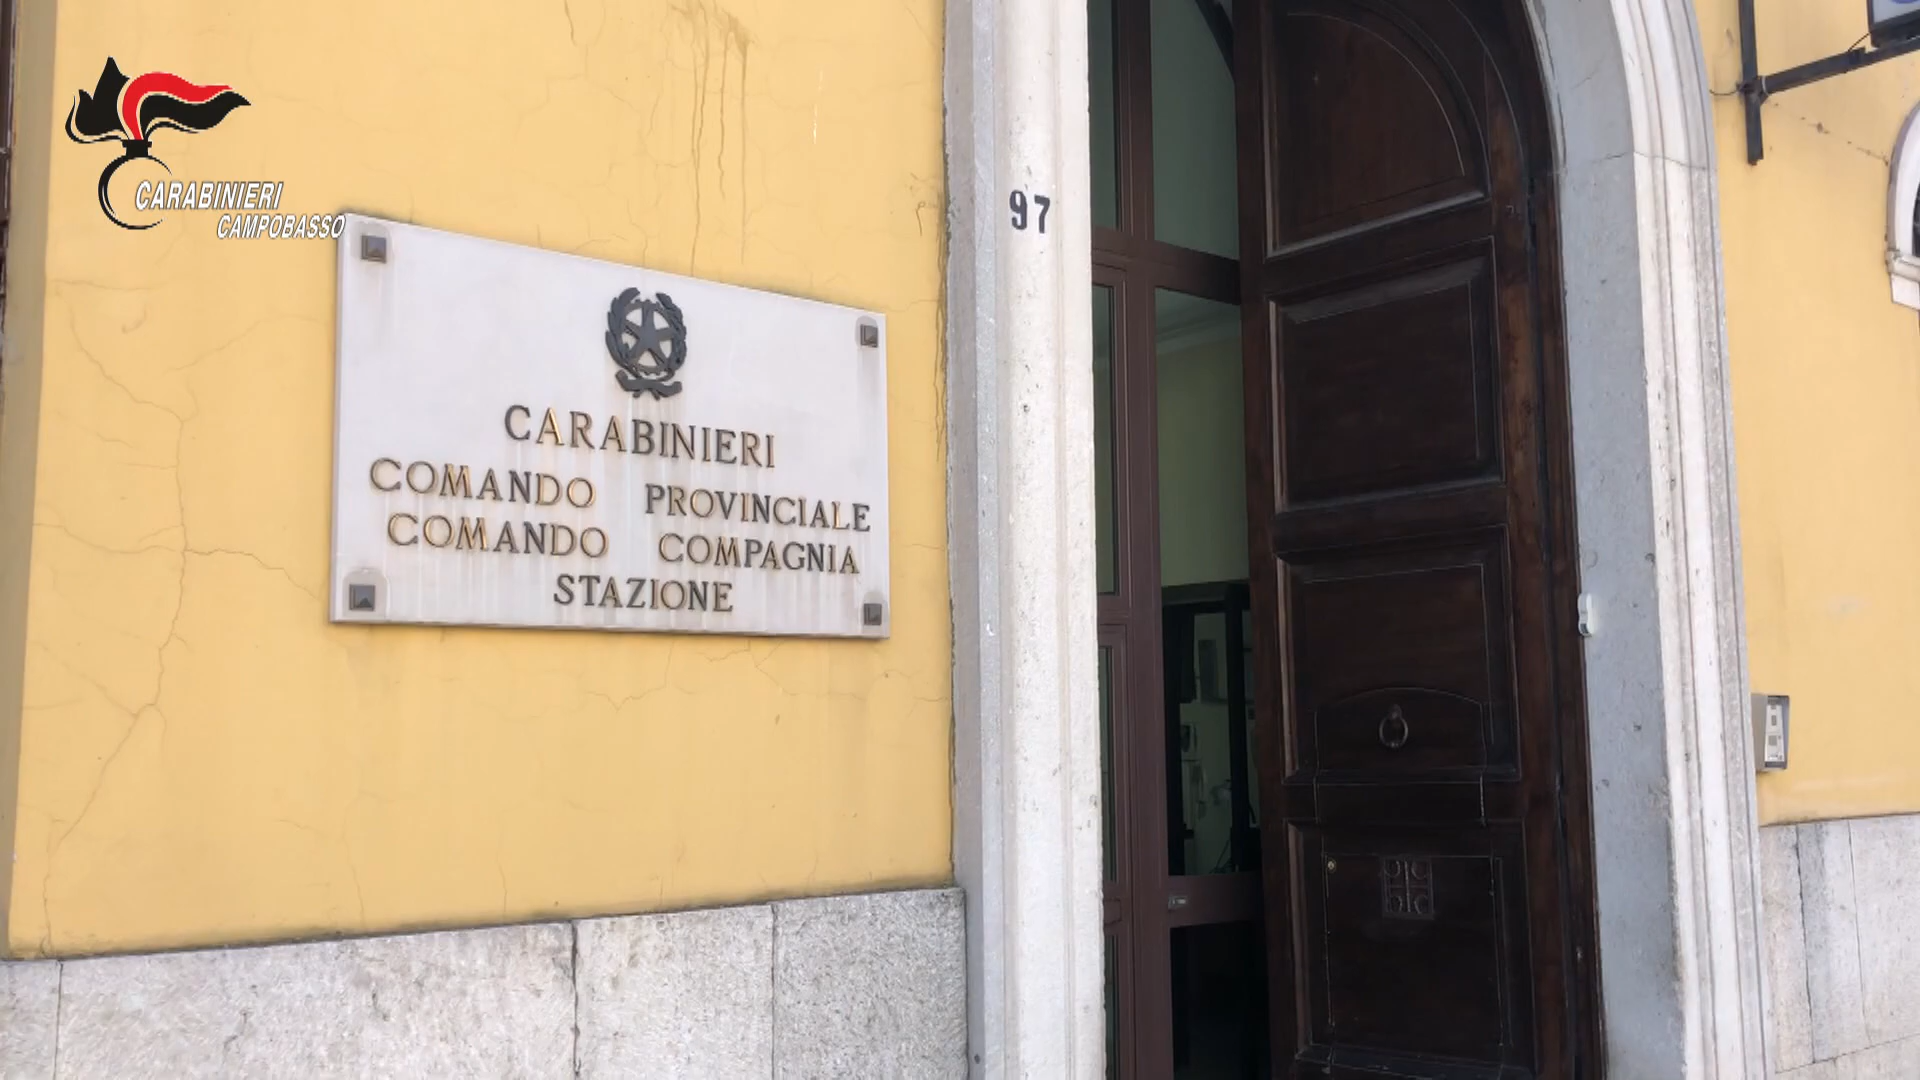 CARABINIERI
CAMPOBASSO
97
CARABINIERI
COMANDO PROVINCIALE
COMANDO COMPAGNIA
STAZIONE